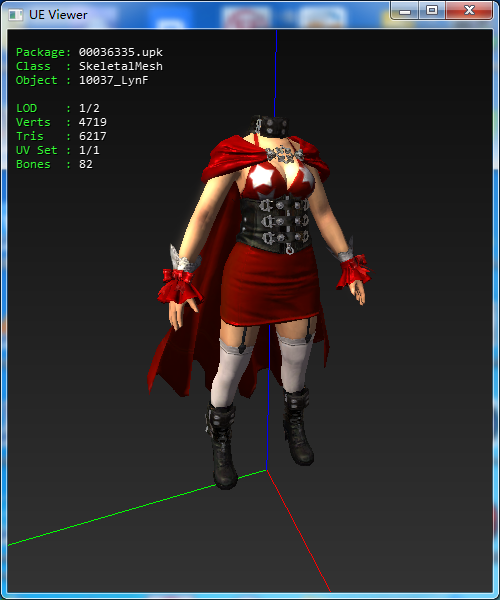 UE Viewer
Package: 00036335.upk
Class : SkeletalMesh
Object : 10037_LynF
LOD : 1/2
Verts : 4719
Tris : 6217
UV Set : 1/1
Bones : 82